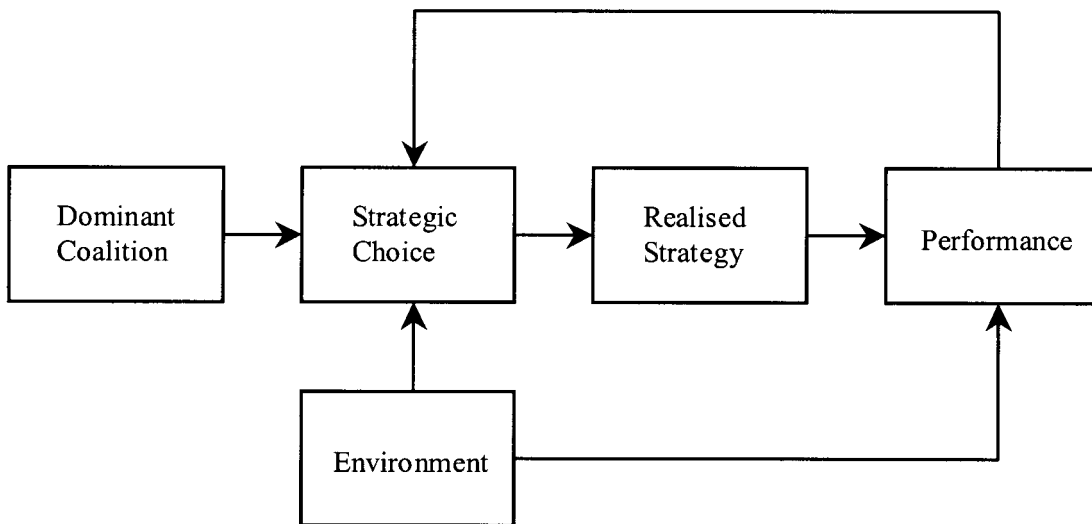 Dominant
Coalition
Strategic
Choice
Realised
Strategy
Performance
Environment